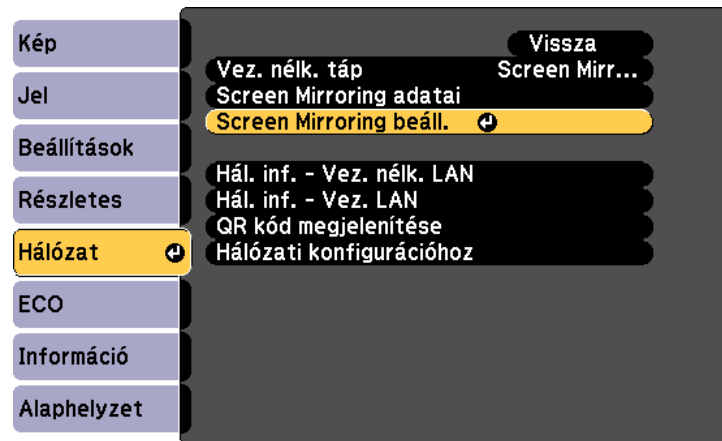 Kép
Jel
Beállítások
Részletes
Hálózat
ECO
Információ
Alaphelyzet
Vissza
Vez. nélk. táp Screen Mirr...
Screen Mirroring adatai
Screen Mirroring beáll.
Hál. inf. - Vez. nélk. LAN
Hál. inf. - Vez. LAN
QR kód megjelenítése
Hálózati konfigurációhoz